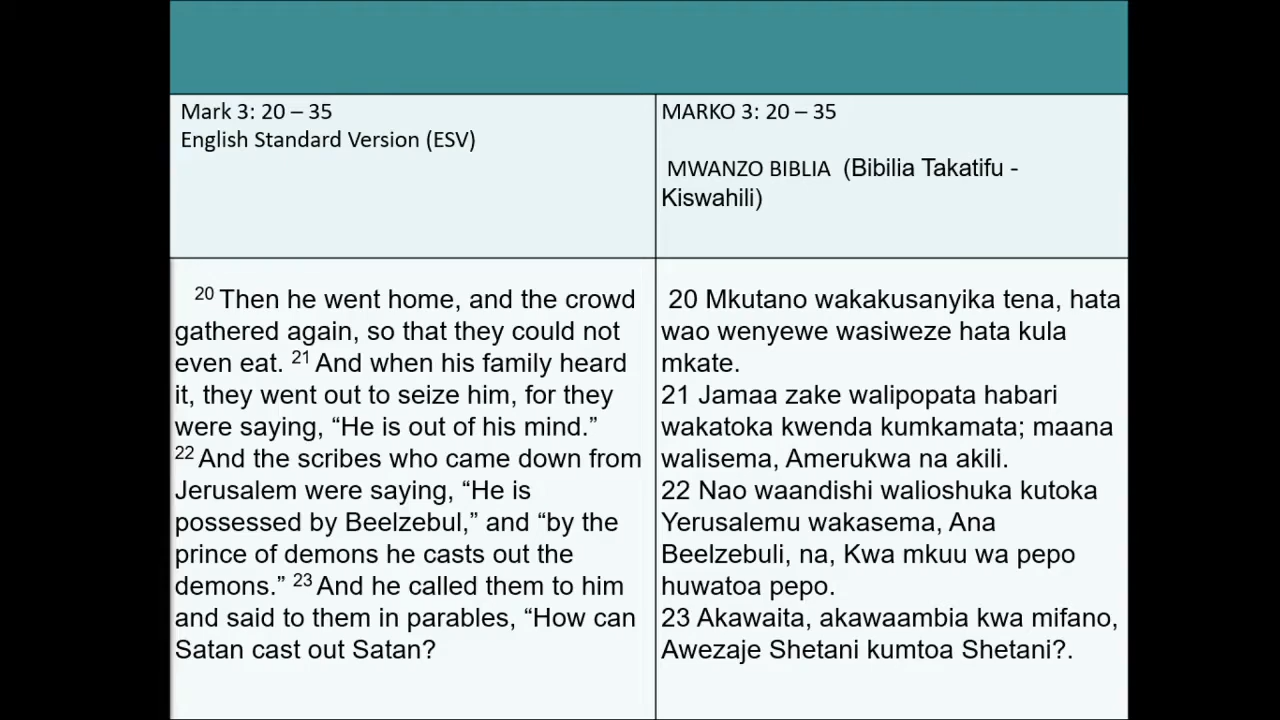 Mark 3: 20 – 35
English Standard Version (ESV)
MARKO 3: 20 – 35
MWANZO BIBLIA (Bibilia Takatifu -
Kiswahili)
20 Then he went home, and the crowd
gathered again, so that they could not
even eat. 21 And when his family heard
it, they went out to seize him, for they
were saying, “He is out of his mind.”
22 And the scribes who came down from
Jerusalem were saying, “He is
possessed by Beelzebul,” and “by the
prince of demons he casts out the
demons.” 23 And he called them to him
and said to them in parables, “How can
Satan cast out Satan?
20 Mkutano wakakusanyika tena, hata
wao wenyewe wasiweze hata kula
mkate.
21 Jamaa zake walipopata habari
wakatoka kwenda kumkamata; maana
walisema, Amerukwa na akili.
22 Nao waandishi walioshuka kutoka
Yerusalemu wakasema, Ana
Beelzebuli, na, Kwa mkuu wa pepo
huwatoa pepo.
23 Akawaita, akawaambia kwa mifano,
Awezaje Shetani kumtoa Shetani?.